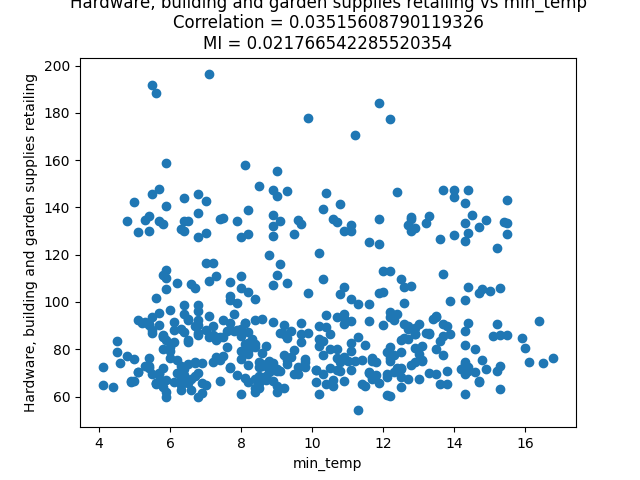 Hardware, building and garden supplies retailing vs min_temp
Correlation = 0.03515608790119326
MI = 0.021766542285520354
200
180
160
140
120
100
80
60
Hardware, building and garden supplies retailing
4 6 8 10 12 14 16
min_temp